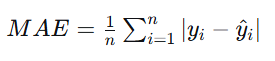 MAE = \frac{1}{n} \sum_{i=1}^{n} |y_i - \hat{y}_i|